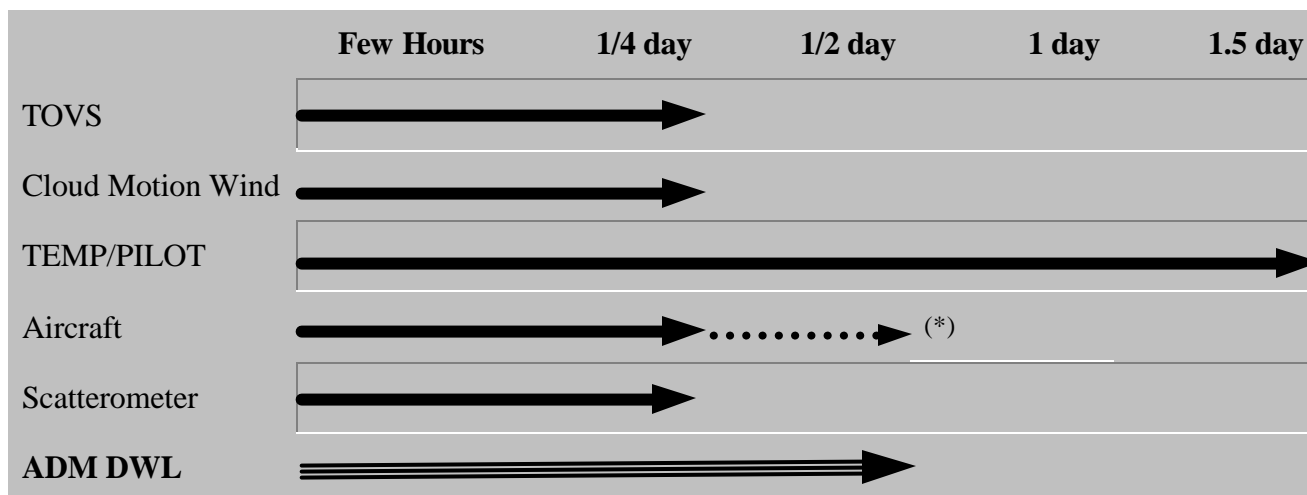 Few Hours 1/4 day 1/2 day 1 day 1.5 day
TOVS
Cloud Motion Wind
TEMP/PILOT
Aircraft (*)
Scatterometer
ADM DWL